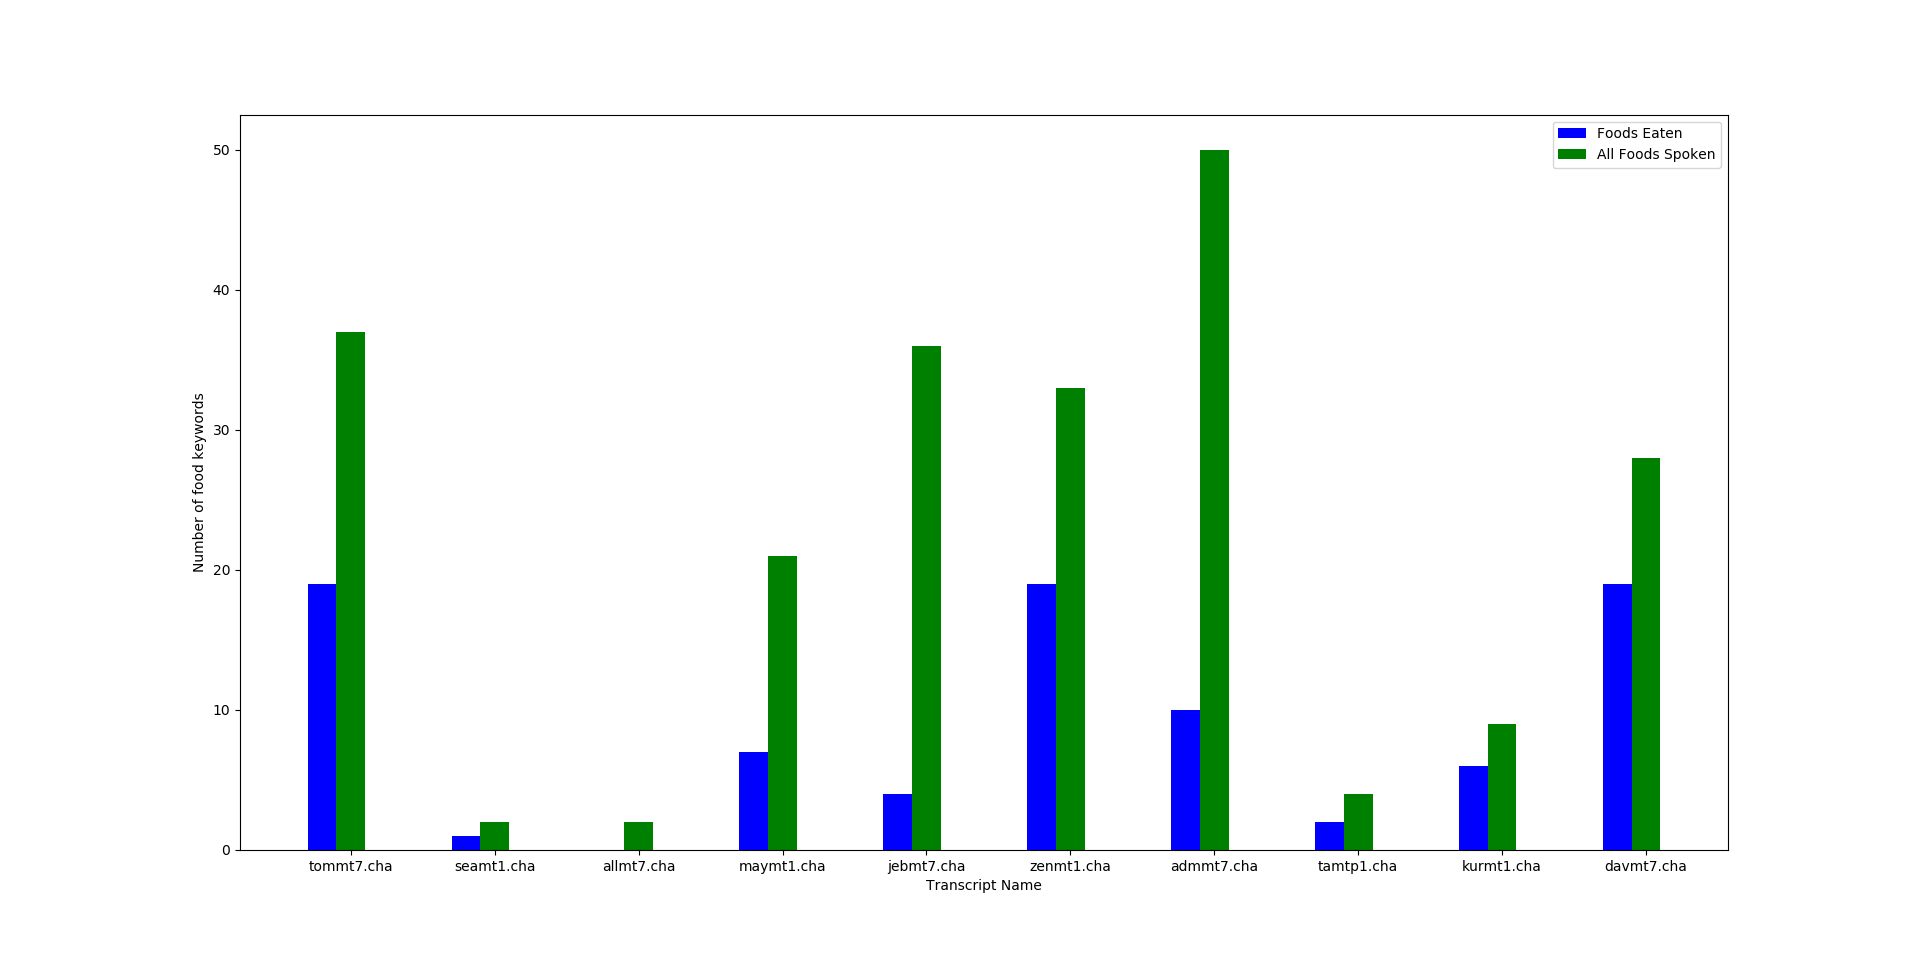 Foods Eaten
All Foods Spoken
50
40
30
20
10
0
Number of food keywords
tommt7.cha seamt1.cha allmt7.cha maymt1.cha jebmt7.cha zenmt1.cha admmt7.cha tamtp1.cha kurmt1.cha davmt7.cha
Transcript Name